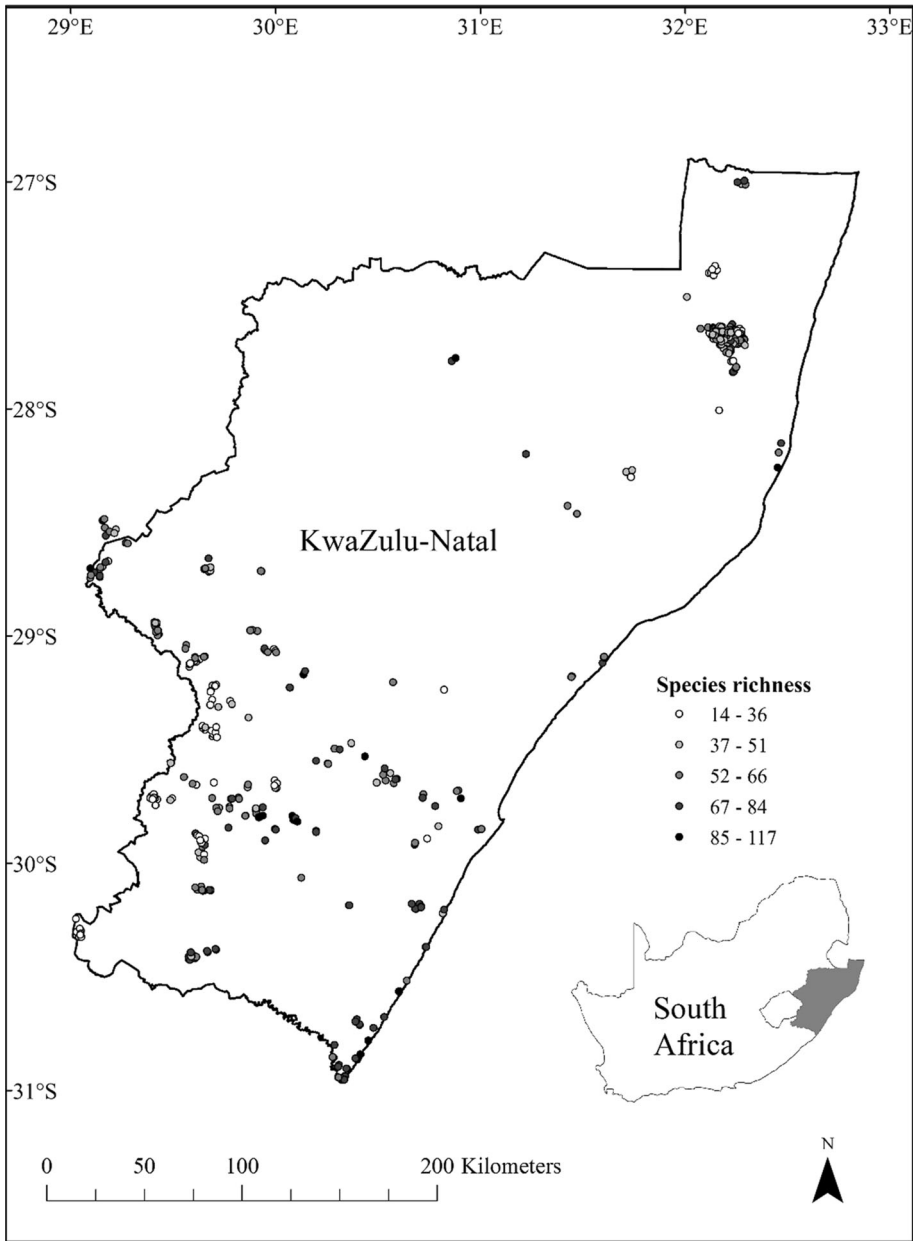 29°E 30°E 31°E 32°E 33°E
27°S
28°S
KwaZulu-Natal
29°S
Species richness
14 - 36
37 - 51
52 - 66
67 - 84
85 - 117
30°S
South
Africa
31°S
N
0 50 100 200 Kilometers